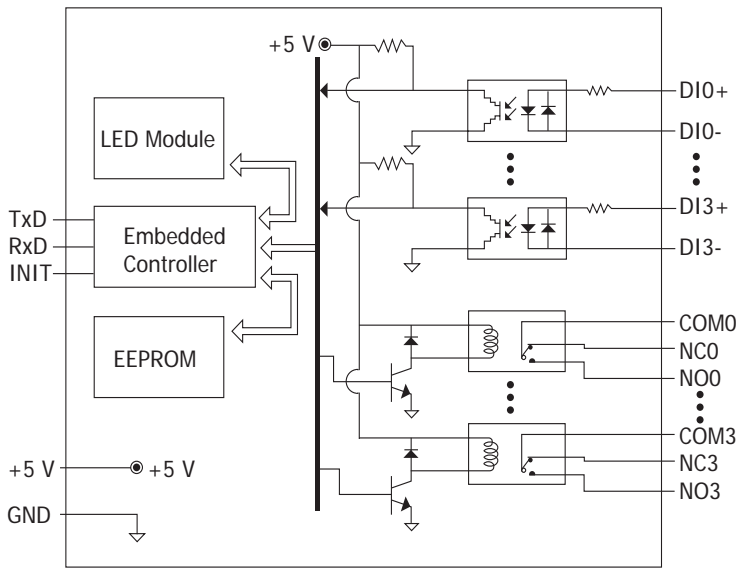 +5 V
DI0+
LED Module
DI0-
TxD
Embedded
Controller
DI3+
RxD
DI3-
INIT
COM0
EEPROM
NC0
NO0
COM3
+5 V
+5 V
NC3
NO3
GND